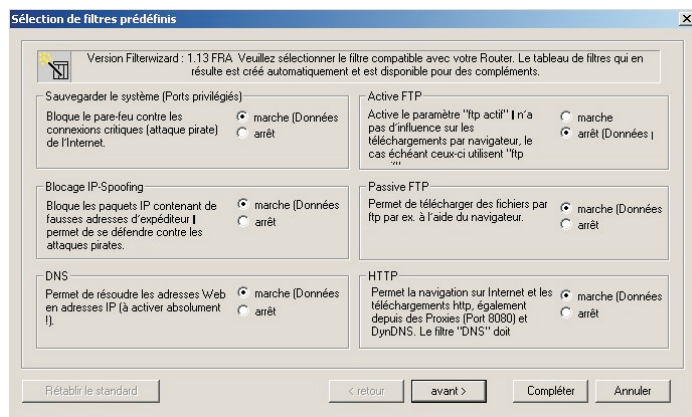 Sélection de filtres prédéfinis
Version Filterwizard : 1.13 FRA Veuillez sélectionner le filtre compatible avec votre Router. Le tableau de filtres qui en
résulte est créé automatiquement et est disponible pour des compléments.
Sauvegarder le système (Ports privilégiés)
Bloque le pare-feu contre les
connexions critiques (attaque pirate)
de l'Internet.
marche (Données
arrêt
Active FTP
Active le paramètre "ftp actif" | n'a
pas d'influence sur les
téléchargements par navigateur, le
cas échéant ceux-ci utilisent "ftp
marche
arrêt (Données |
Blocage IP-Spoofing
Bloque les paquets IP contenant de
fausses adresses d'expéditeur |
permet de se défendre contre les
attaques pirates.
marche (Données
arrêt
Passive FTP
Permet de télécharger des fichiers par
ftp par ex. à l'aide du navigateur.
marche (Données
arrêt
DNS
Permet de résoudre les adresses Web
en adresses IP (à activer absolument
!).
marche (Données
arrêt
HTTP
Permet la navigation sur Internet et les
téléchargements http, également
depuis des Proxies (Port 8080) et
DynDNS. Le filtre "DNS" doit
marche (Données
arrêt
Rétablir le standard
< retour
avant >
Compléter
Annuler